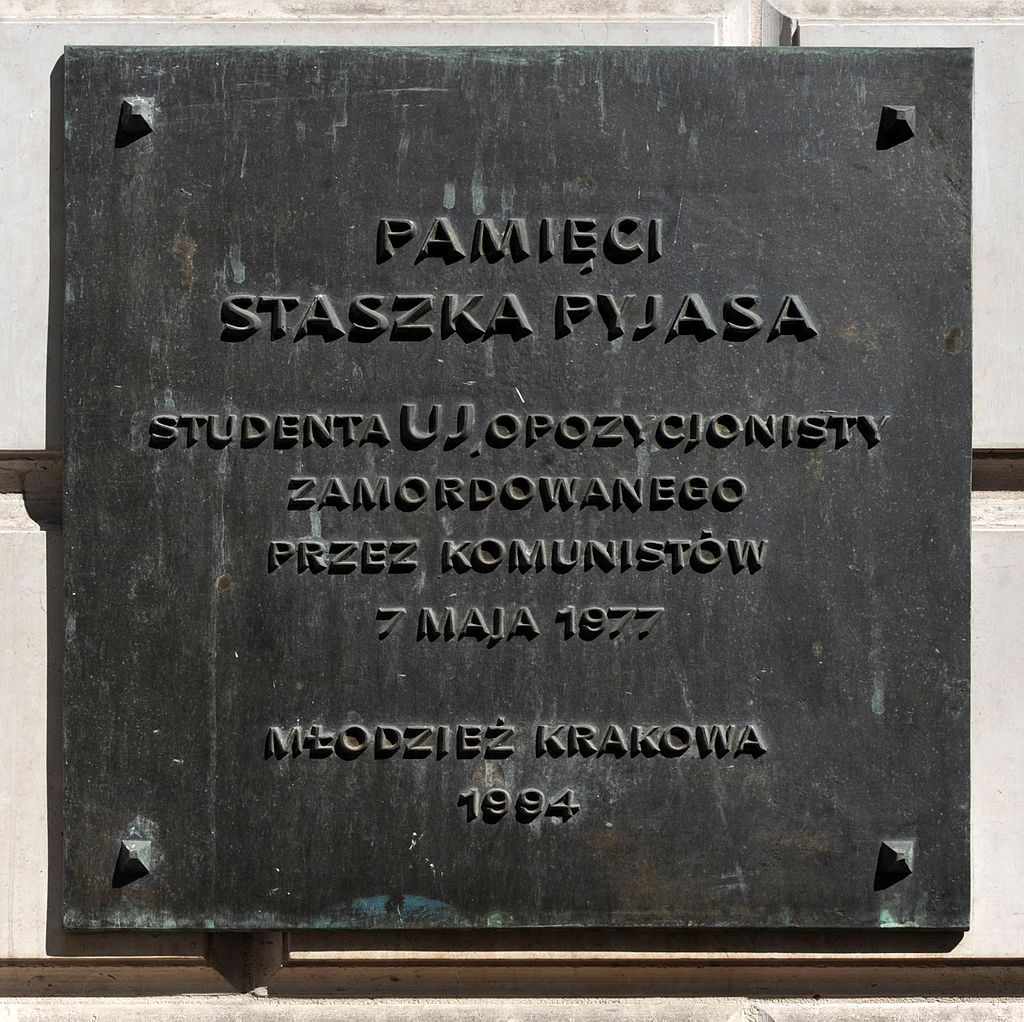 PAMIĘCI
STASZKA PYJASA
STUDENTA UJ, OPOZYCJONISTY
ZAMORDOWANEGO
PRZEZ KOMUNISTÓW
7 MAJA 1977
MŁODZIEŻ KRAKOWA
1994